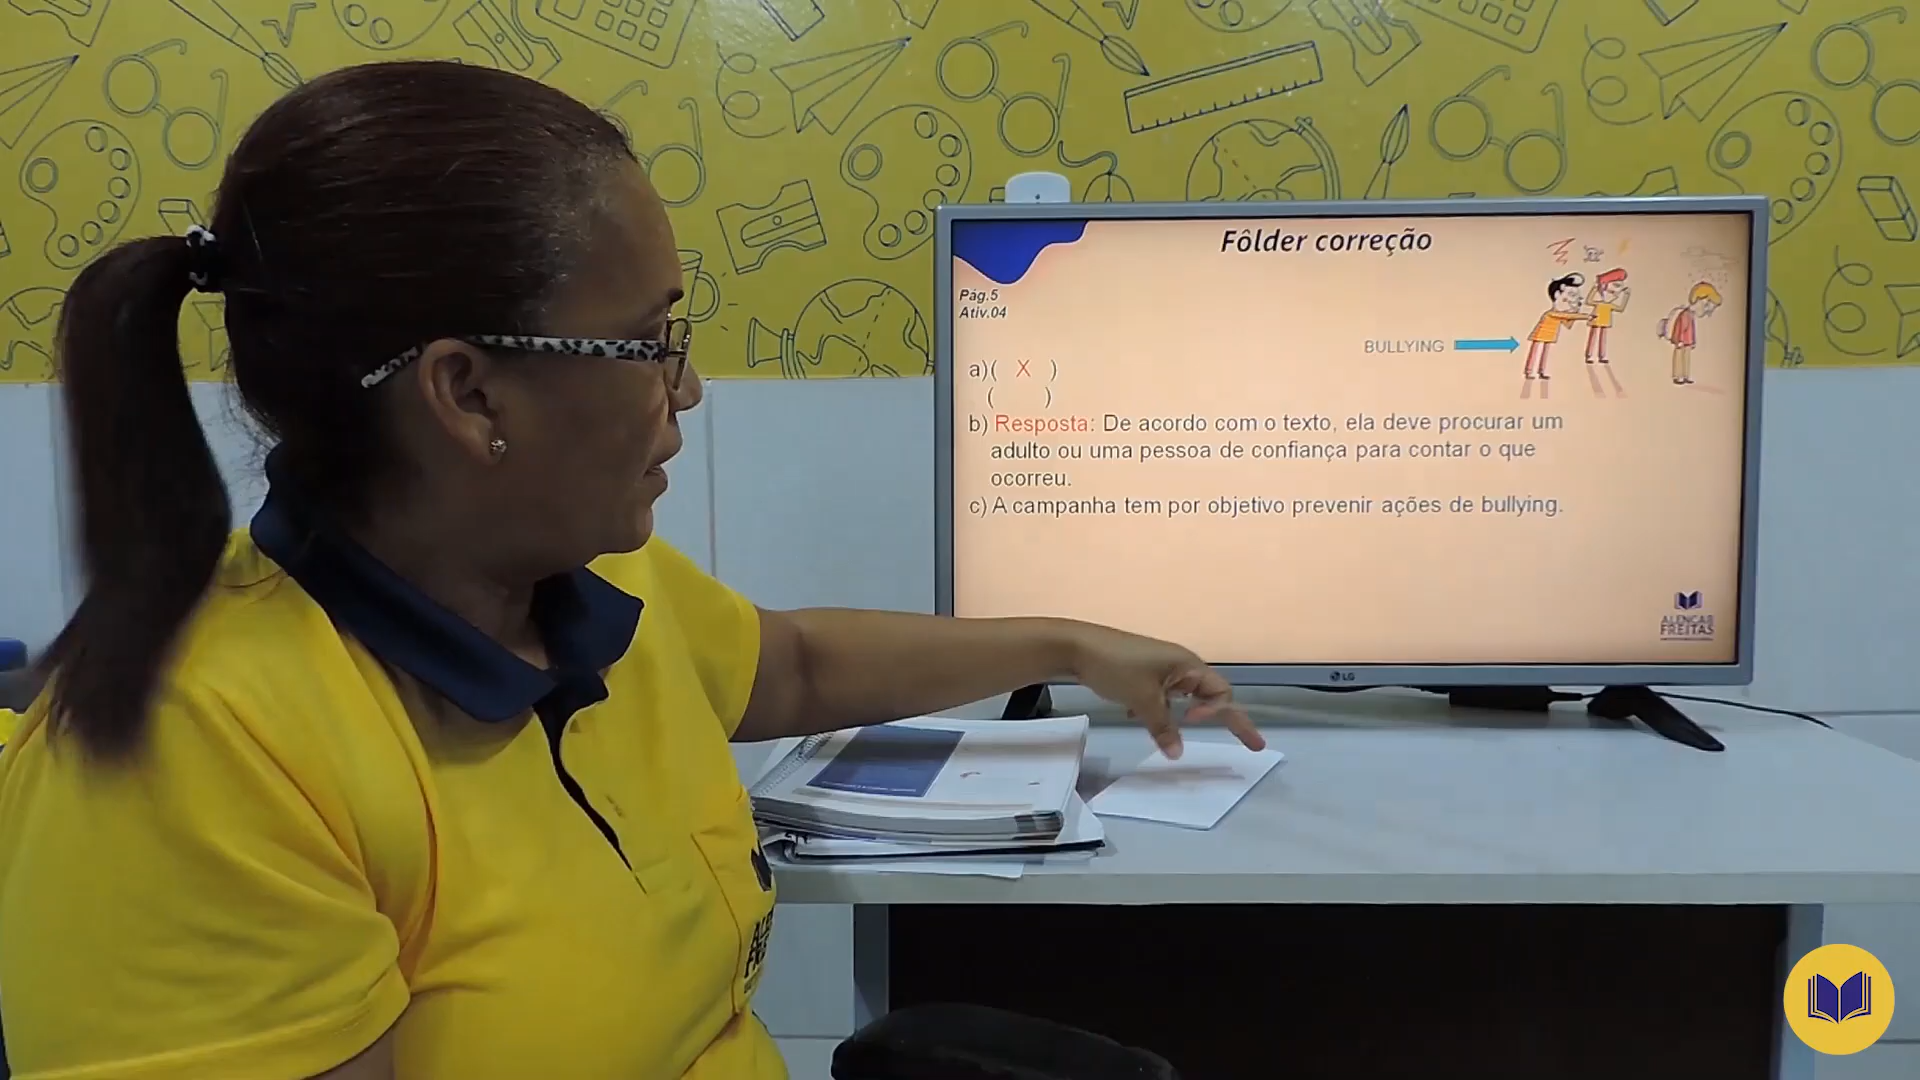 Fôlder correção
Pág.5
Ativ.04
BULLYING
a)( X )
( )
b) Resposta: De acordo com o texto, ela deve procurar um
adulto ou uma pessoa de confiança para contar o que
ocorreu.
c) A campanha tem por objetivo prevenir ações de bullying.
ALENCAR
FREITAS
LG